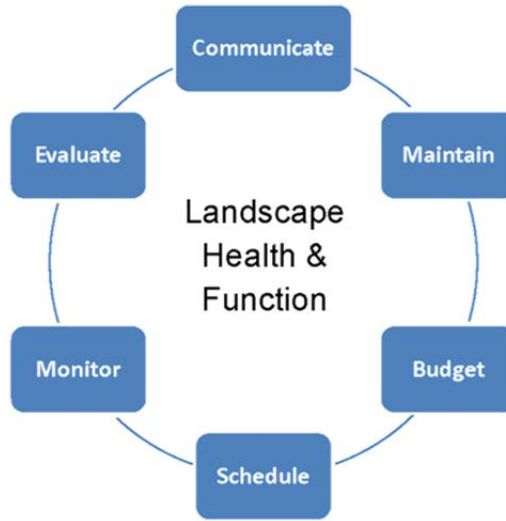 Communicate
Evaluate
Maintain
Landscape
Health &
Function
Monitor
Budget
Schedule